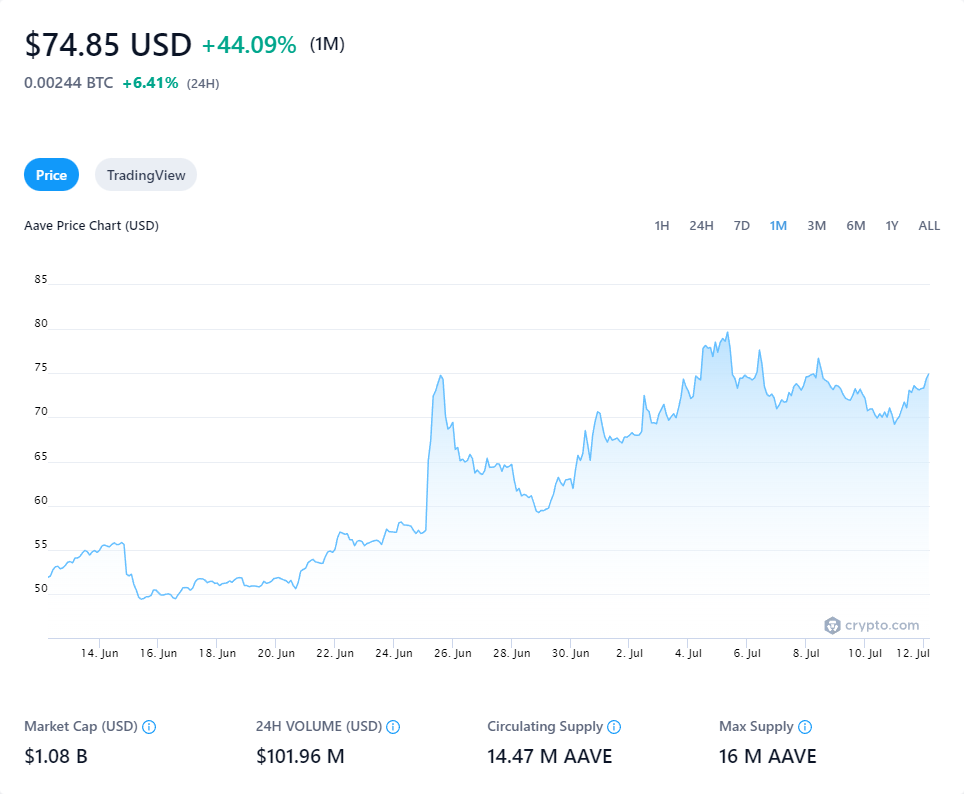 $74.85 USD +44.09% (1M)
0.00244 BTC +6.41% (24H)
Price TradingView
Aave Price Chart (USD) 1H 24H 7D 1M 3M 6M 1Y ALL
85
80
75
70
65
60
55
50
crypto.com
14. Jun 16. Jun 18. Jun 20. Jun 22. Jun 24. Jun 26. Jun 28. Jun 30. Jun 2. Jul 4. Jul 6. Jul 8. Jul 10. Jul 12. Jul
Market Cap (USD) 24H VOLUME (USD) Circulating Supply Max Supply
$1.08 B $101.96 M 14.47 M AAVE 16 M AAVE